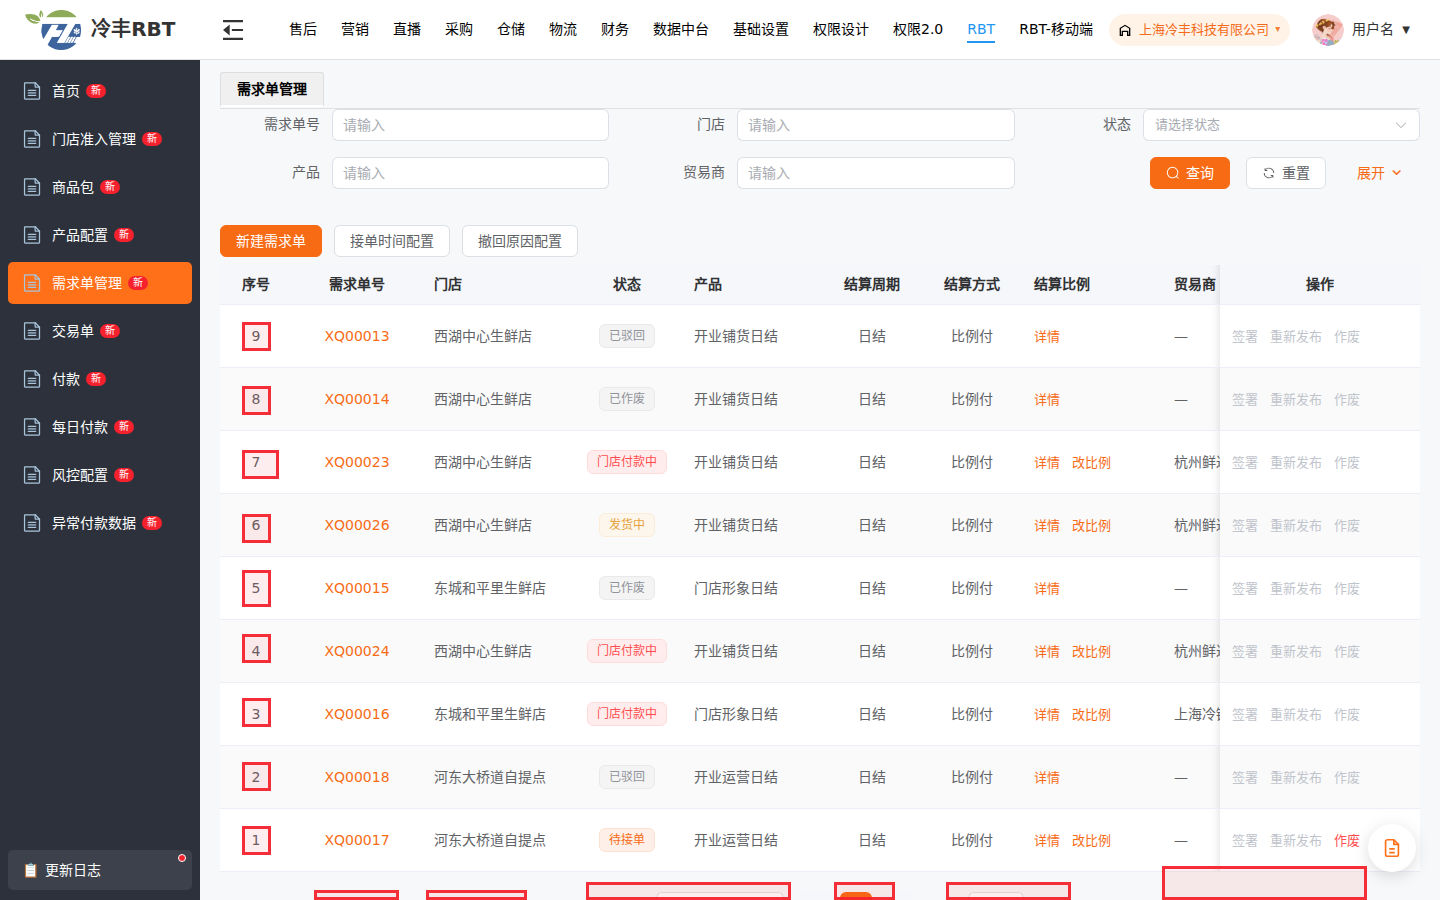 冷丰RBT 售后 营销 直播 采购 仓储 物流 财务 数据中台 基础设置 权限设计 权限2.0 RBT RBT-移动端 上海冷丰科技有限公司 ▾ 用户名 ▼
首页 新
门店准入管理 新
商品包 新
产品配置 新
需求单管理 新
交易单 新
付款 新
每日付款 新
风控配置 新
异常付款数据 新
更新日志
需求单管理
需求单号 请输入 门店 请输入 状态 请选择状态
产品 请输入 贸易商 请输入 查询 重置 展开
新建需求单 接单时间配置 撤回原因配置
序号 需求单号 门店 状态 产品 结算周期 结算方式 结算比例 贸易商 操作
9 XQ00013 西湖中心生鲜店 已驳回 开业铺货日结 日结 比例付 详情 — 签署 重新发布 作废
8 XQ00014 西湖中心生鲜店 已作废 开业铺货日结 日结 比例付 详情 — 签署 重新发布 作废
7 XQ00023 西湖中心生鲜店 门店付款中 开业铺货日结 日结 比例付 详情 改比例 杭州鲜 签署 重新发布 作废
6 XQ00026 西湖中心生鲜店 发货中 开业铺货日结 日结 比例付 详情 改比例 杭州鲜 签署 重新发布 作废
5 XQ00015 东城和平里生鲜店 已作废 门店形象日结 日结 比例付 详情 — 签署 重新发布 作废
4 XQ00024 西湖中心生鲜店 门店付款中 开业铺货日结 日结 比例付 详情 改比例 杭州鲜 签署 重新发布 作废
3 XQ00016 东城和平里生鲜店 门店付款中 门店形象日结 日结 比例付 详情 改比例 上海冷 签署 重新发布 作废
2 XQ00018 河东大桥道自提点 已驳回 开业运营日结 日结 比例付 详情 — 签署 重新发布 作废
1 XQ00017 河东大桥道自提点 待接单 开业运营日结 日结 比例付 详情 改比例 — 签署 重新发布 作废